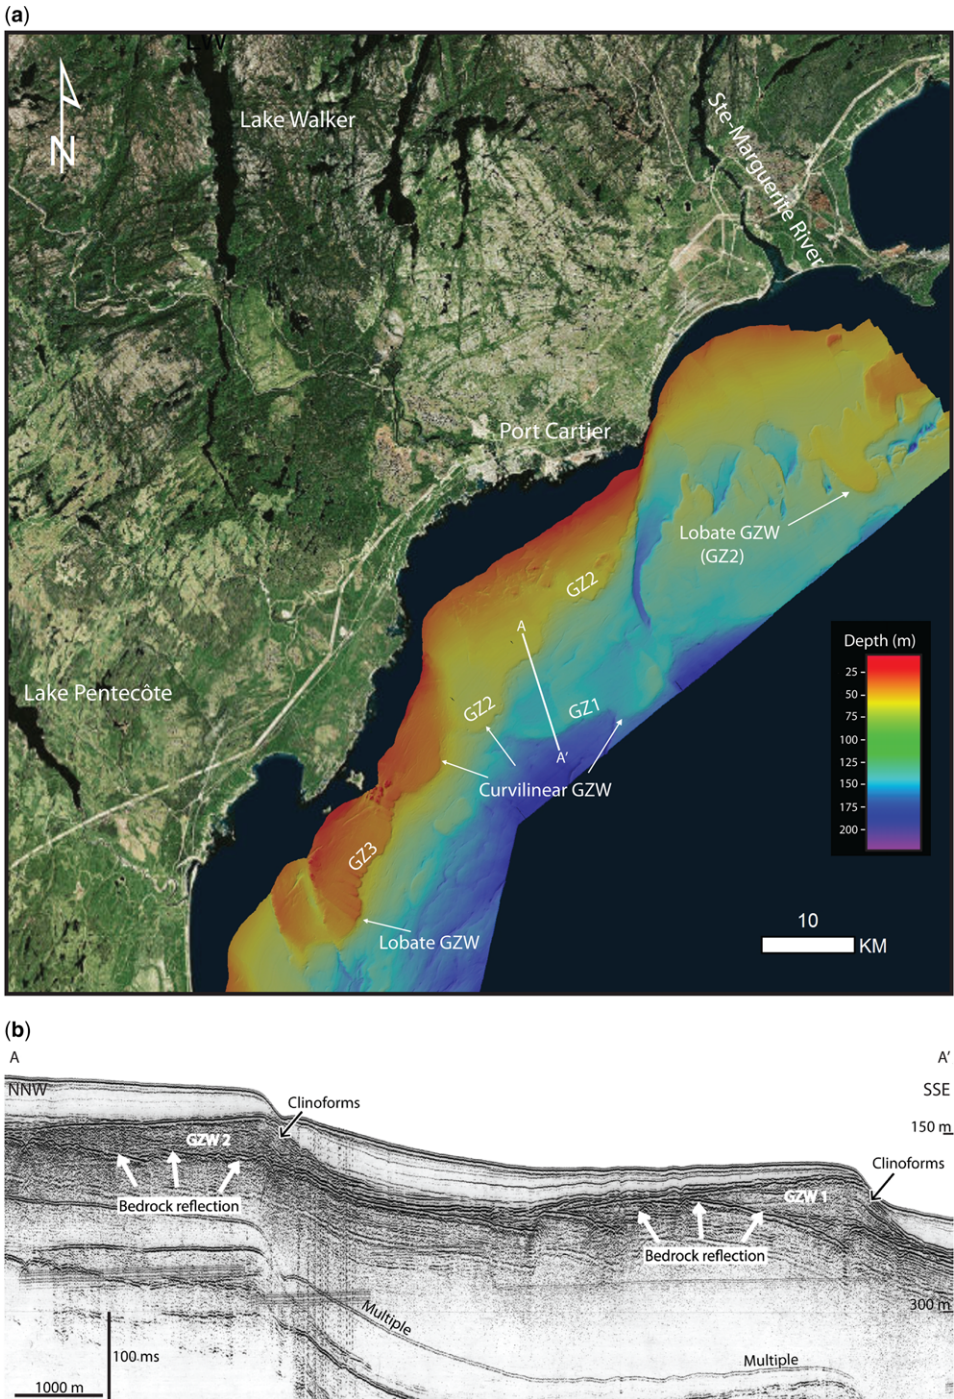 (a)
LW
Lake Walker
N
Ste-Marguerite River
Port Cartier
Lobate GZW
(GZ2)
GZ2
A
Depth (m)
25
50
75
100
125
150
175
200
Lake Pentecôte
GZ2
GZ1
A'
Curvilinear GZW
GZ3
10
KM
Lobate GZW
(b)
A
A'
NNW
SSE
Clinoforms
150 m
GZW 2
Clinoforms
Bedrock reflection
GZW 1
Bedrock reflection
300 m
Multiple
100 ms
Multiple
1000 m